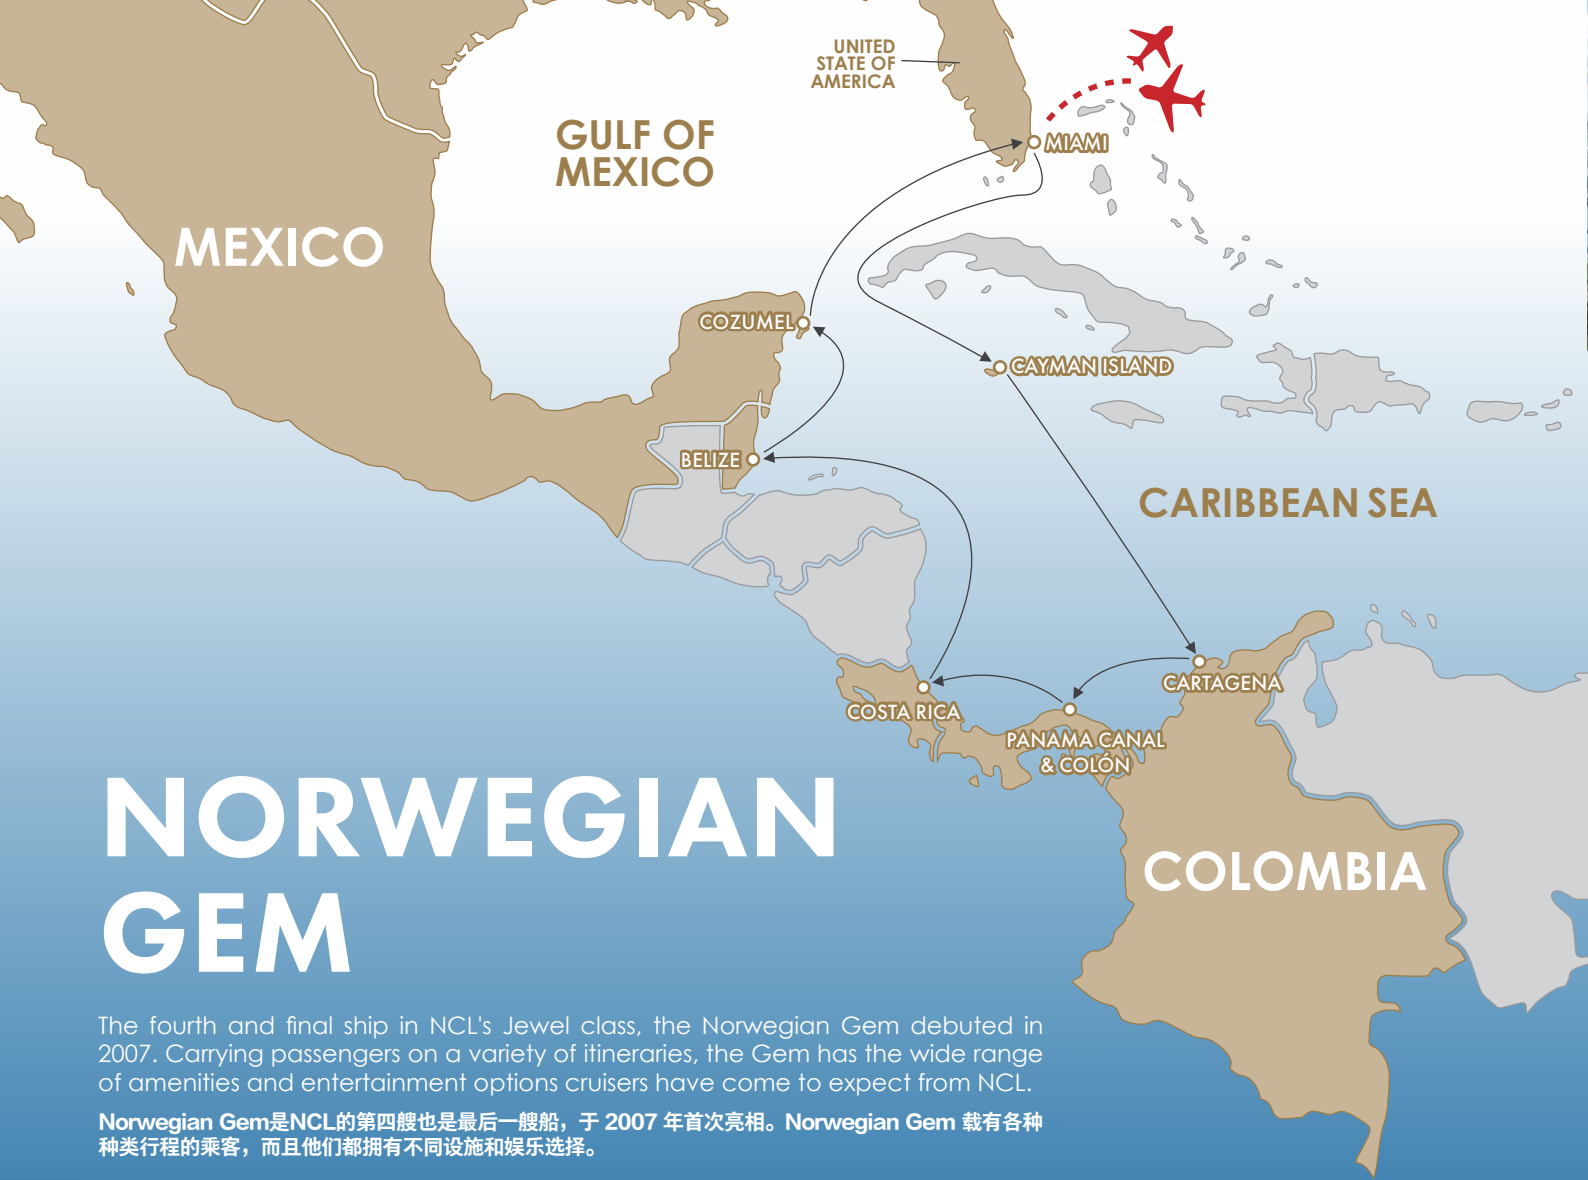 UNITED
STATE OF
AMERICA
GULF OF
MEXICO
MIAMI
MEXICO
COZUMEL
CAYMAN ISLAND
BELIZE
CARIBBEAN SEA
CARTAGENA
COSTA RICA
PANAMA CANAL
& COLÓN
COLOMBIA
NORWEGIAN
GEM
The fourth and final ship in NCL's Jewel class, the Norwegian Gem debuted in
2007. Carrying passengers on a variety of itineraries, the Gem has the wide range
of amenities and entertainment options cruisers have come to expect from NCL.
Norwegian Gem是NCL的第四艘也是最后一艘船，于 2007 年首次亮相。Norwegian Gem 载有各种
种类行程的乘客，而且他们都拥有不同设施和娱乐选择。